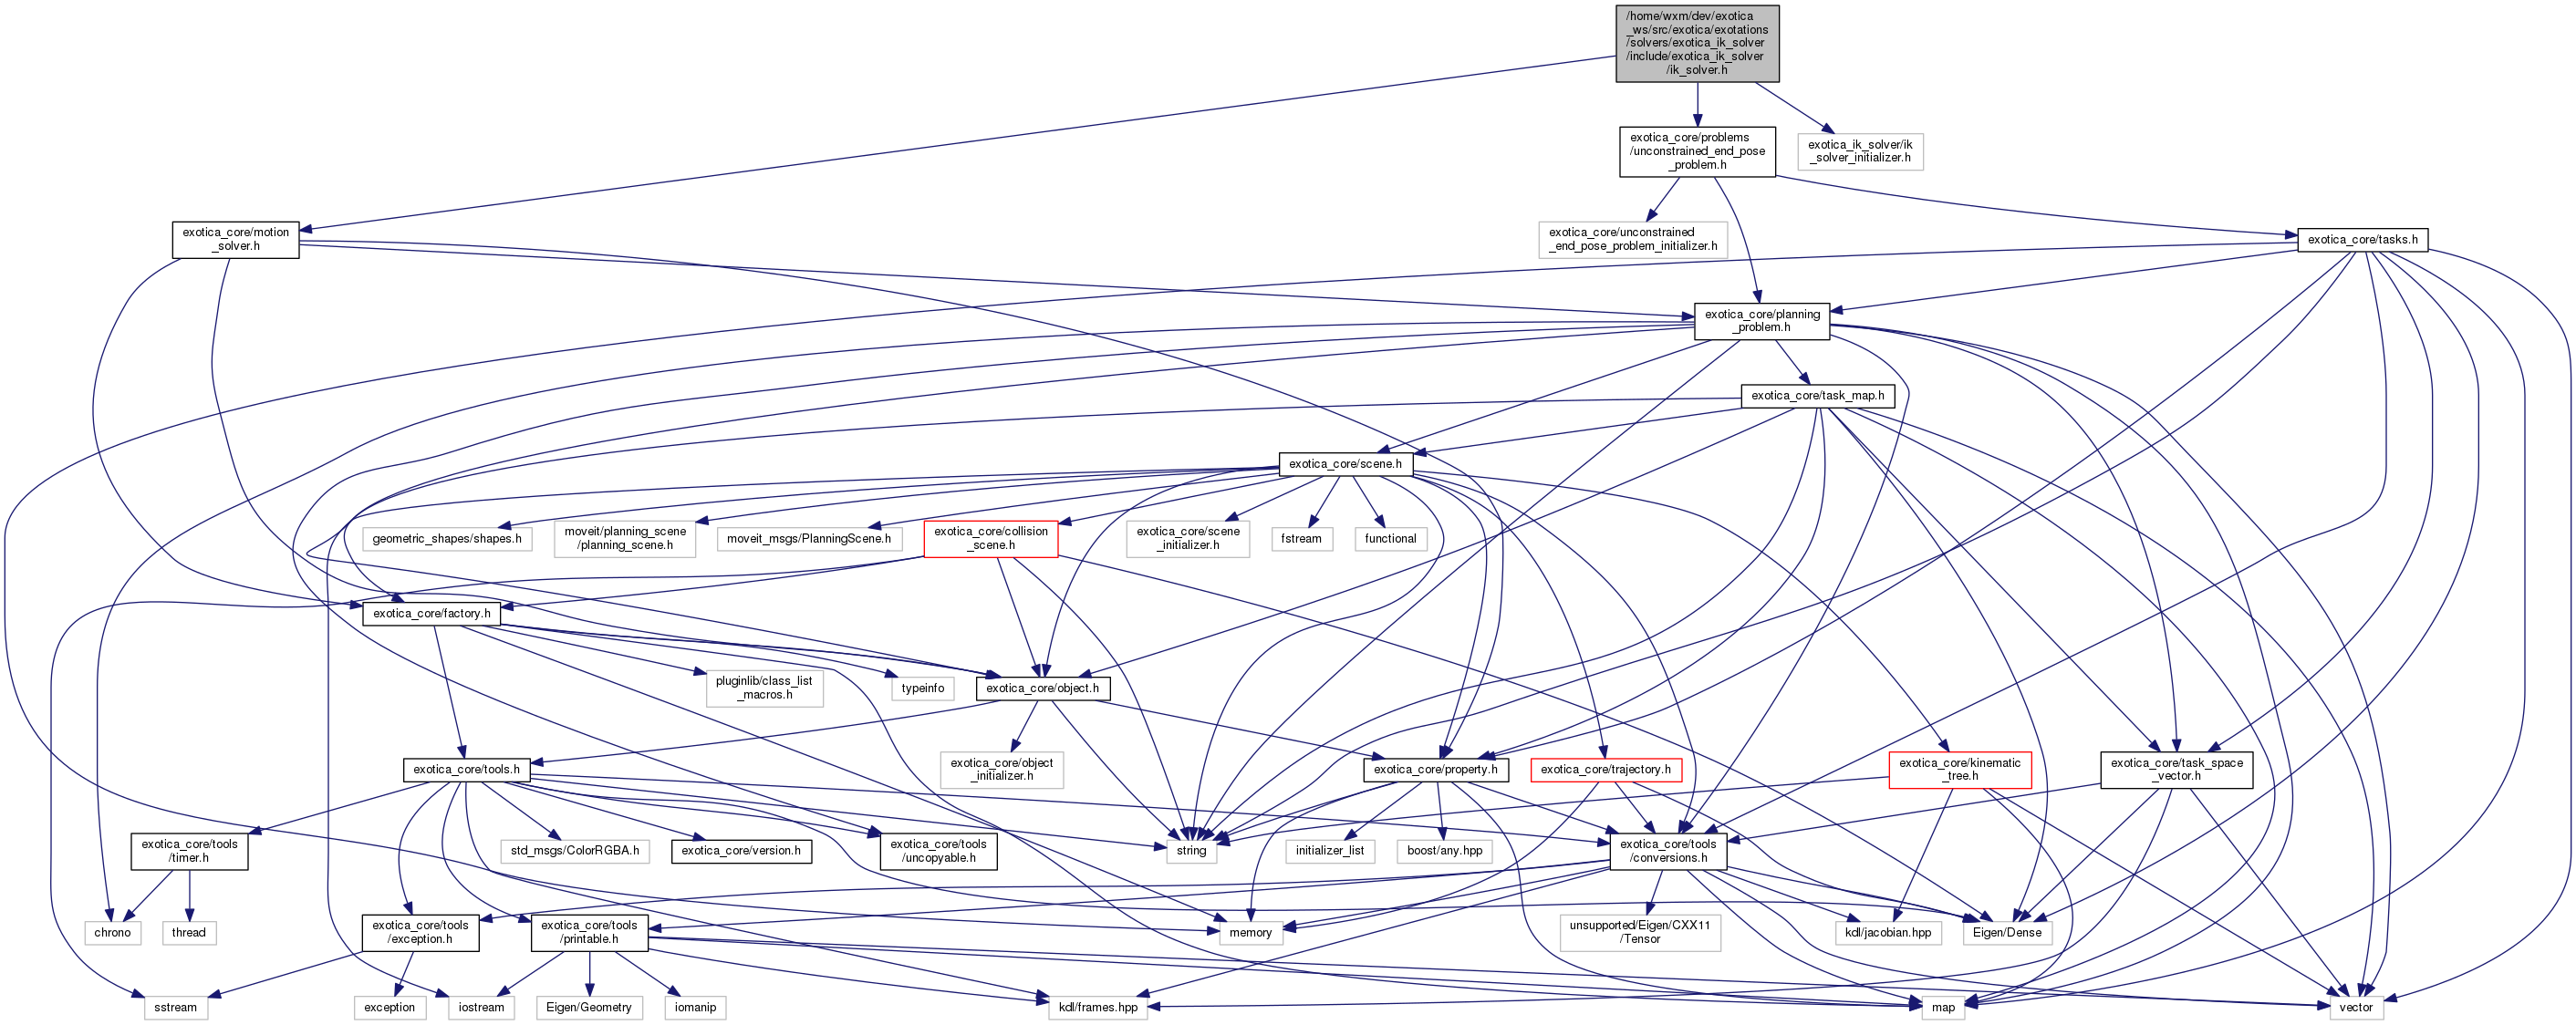 /home/wxm/dev/exotica
_ws/src/exotica/exotations
/solvers/exotica_ik_solver
/include/exotica_ik_solver
/ik_solver.h
exotica_core/problems
/unconstrained_end_pose
_problem.h
exotica_ik_solver/ik
_solver_initializer.h
exotica_core/motion
_solver.h
exotica_core/unconstrained
_end_pose_problem_initializer.h
exotica_core/tasks.h
exotica_core/planning
_problem.h
exotica_core/task_map.h
exotica_core/scene.h
geometric_shapes/shapes.h
moveit/planning_scene
/planning_scene.h
moveit_msgs/PlanningScene.h
exotica_core/collision
_scene.h
exotica_core/scene
_initializer.h
fstream
functional
exotica_core/factory.h
pluginlib/class_list
_macros.h
typeinfo
exotica_core/object.h
exotica_core/tools.h
exotica_core/object
_initializer.h
exotica_core/property.h
exotica_core/trajectory.h
exotica_core/kinematic
_tree.h
exotica_core/task_space
_vector.h
exotica_core/tools
/timer.h
std_msgs/ColorRGBA.h
exotica_core/version.h
exotica_core/tools
/uncopyable.h
string
initializer_list
boost/any.hpp
exotica_core/tools
/conversions.h
chrono
thread
exotica_core/tools
/exception.h
exotica_core/tools
/printable.h
memory
unsupported/Eigen/CXX11
/Tensor
kdl/jacobian.hpp
Eigen/Dense
sstream
exception
iostream
Eigen/Geometry
iomanip
kdl/frames.hpp
map
vector